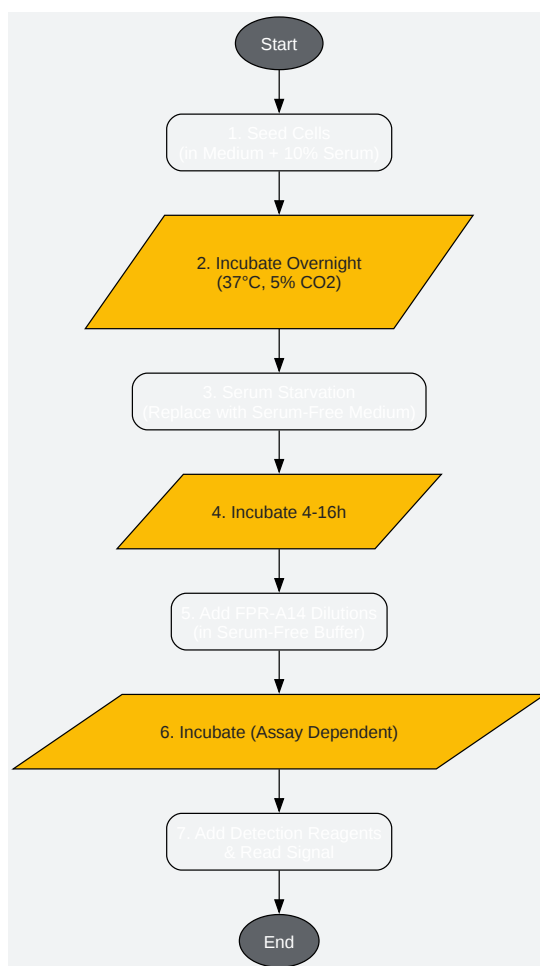 Start
1. Seed Cells
(in Medium + 10% Serum)
2. Incubate Overnight
(37°C, 5% CO2)
3. Serum Starvation
(Replace with Serum-Free Medium)
4. Incubate 4-16h
5. Add FPR-A14 Dilutions
(in Serum-Free Buffer)
6. Incubate (Assay Dependent)
7. Add Detection Reagents
& Read Signal
End